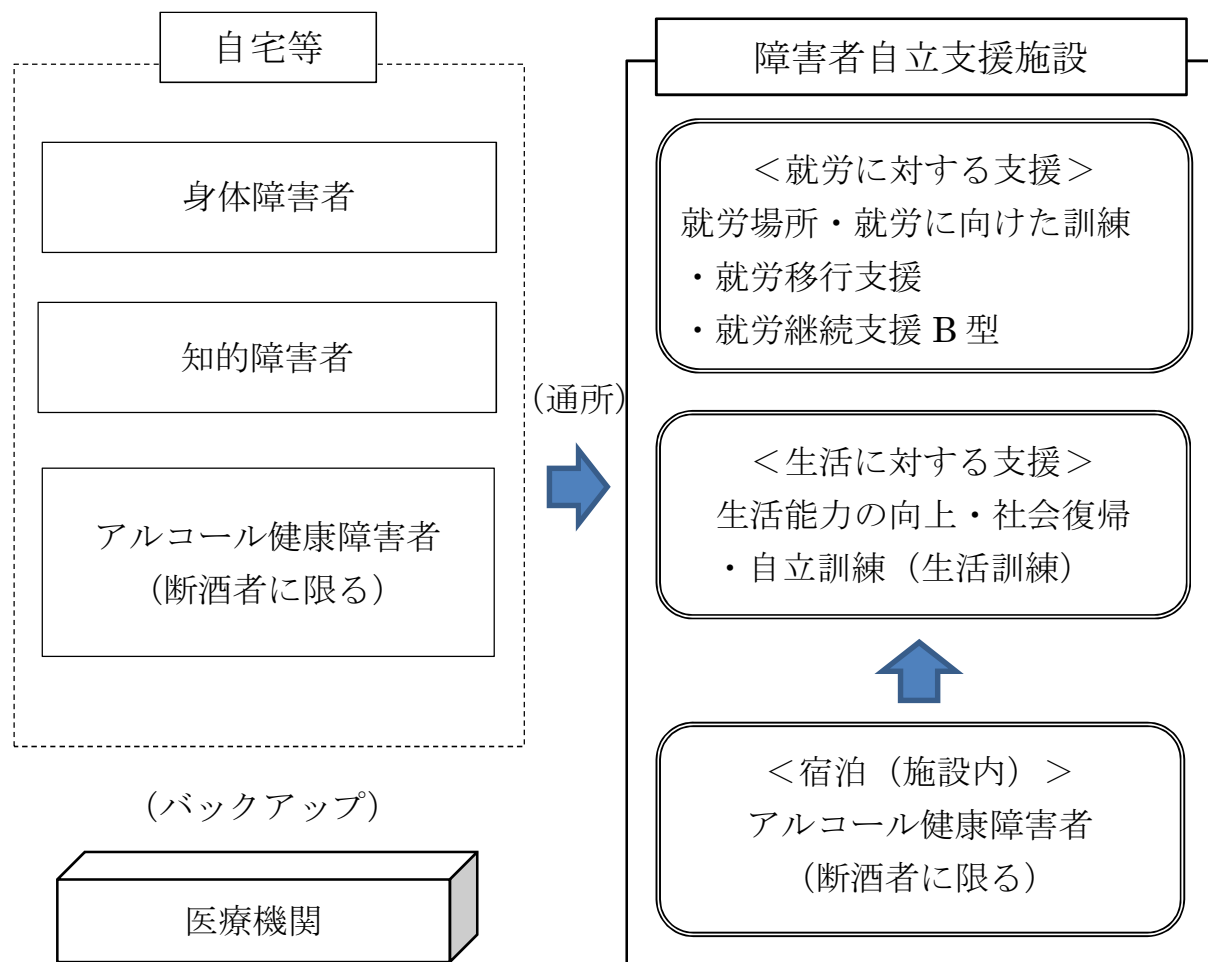 自宅等
身体障害者
知的障害者
アルコール健康障害者
（断酒者に限る）
（バックアップ）
医療機関
（通所）
障害者自立支援施設
＜就労に対する支援＞
就労場所・就労に向けた訓練
・就労移行支援
・就労継続支援 B 型
＜生活に対する支援＞
生活能力の向上・社会復帰
・自立訓練（生活訓練）
＜宿泊（施設内）＞
アルコール健康障害者
（断酒者に限る）